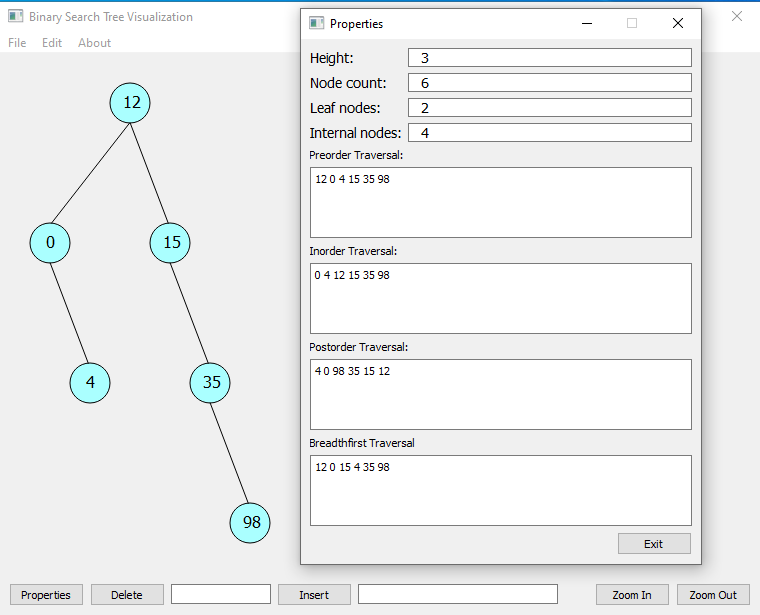 Binary Search Tree Visualization
File Edit About
12
0 15
4 35
98
Properties Delete Insert Zoom In Zoom Out
Properties
Height: 3
Node count: 6
Leaf nodes: 2
Internal nodes: 4
Preorder Traversal:
12 0 4 15 35 98
Inorder Traversal:
0 4 12 15 35 98
Postorder Traversal:
4 0 98 35 15 12
Breadthfirst Traversal
12 0 15 4 35 98
Exit